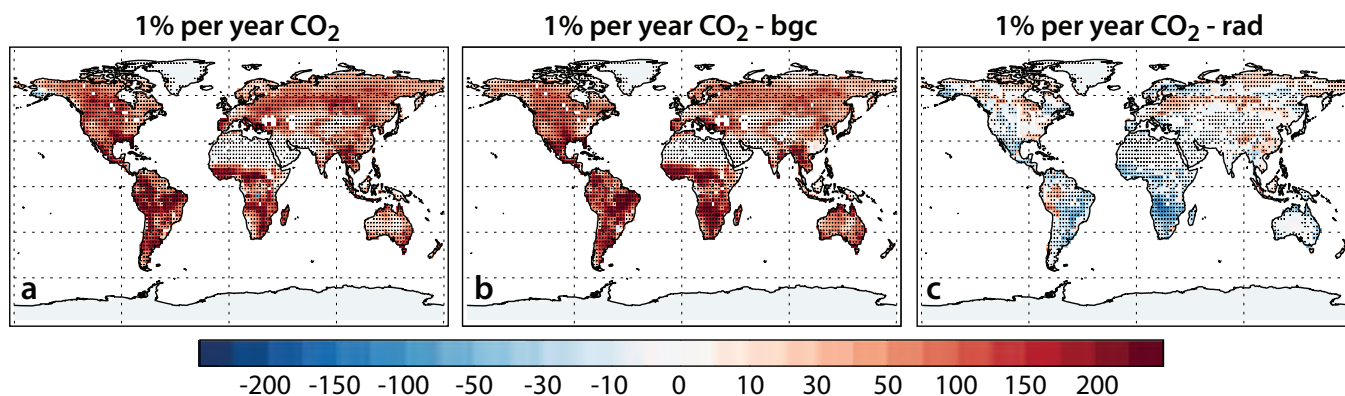 1% per year CO₂
1% per year CO₂ - bgc
1% per year CO₂ - rad
a
b
c
-200 -150 -100 -50 -30 -10 0 10 30 50 100 150 200